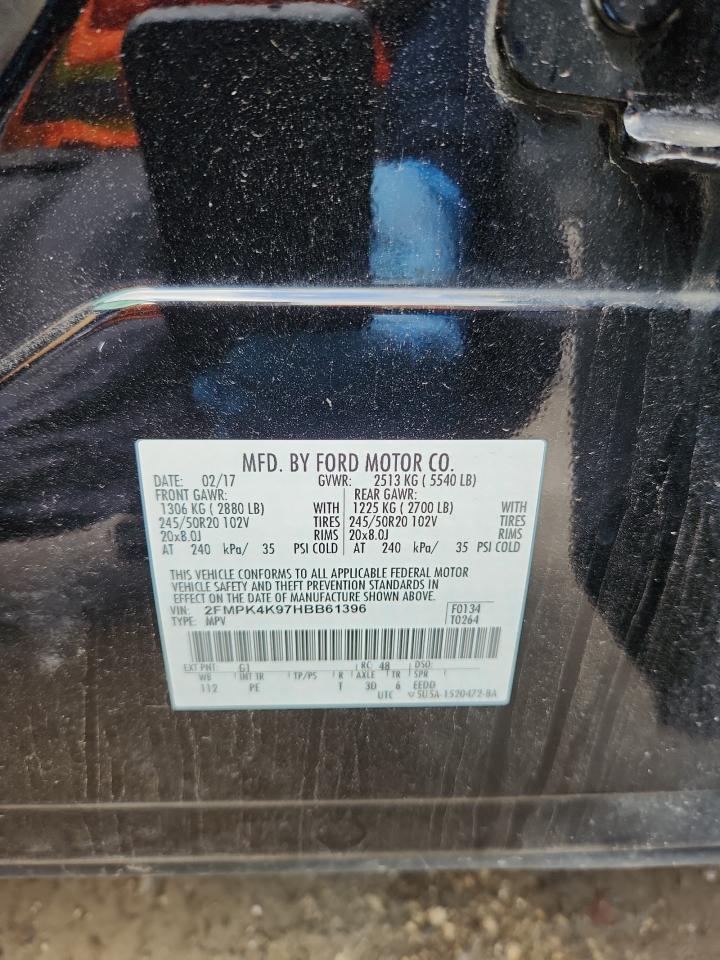 MFD. BY FORD MOTOR CO.
DATE: 02/17 GVWR: 2513 KG ( 5540 LB)
FRONT GAWR: REAR GAWR:
1306 KG ( 2880 LB) WITH 1225 KG ( 2700 LB) WITH
245/50R20 102V TIRES 245/50R20 102V TIRES
20x8.0J RIMS 20x8.0J RIMS
AT 240 kPa/ 35 PSI COLD AT 240 kPa/ 35 PSI COLD
THIS VEHICLE CONFORMS TO ALL APPLICABLE FEDERAL MOTOR
VEHICLE SAFETY AND THEFT PREVENTION STANDARDS IN
EFFECT ON THE DATE OF MANUFACTURE SHOWN ABOVE.
VIN: 2FMPK4K97HBB61396 F0134
TYPE: MPV T0264
EXT PNT: G1 RC: 48 DSO:
WB INT TR TP/PS R AXLE TR SPR
112 PE T 3D 6 EEDD
UTC 5U5A-1520472-BA